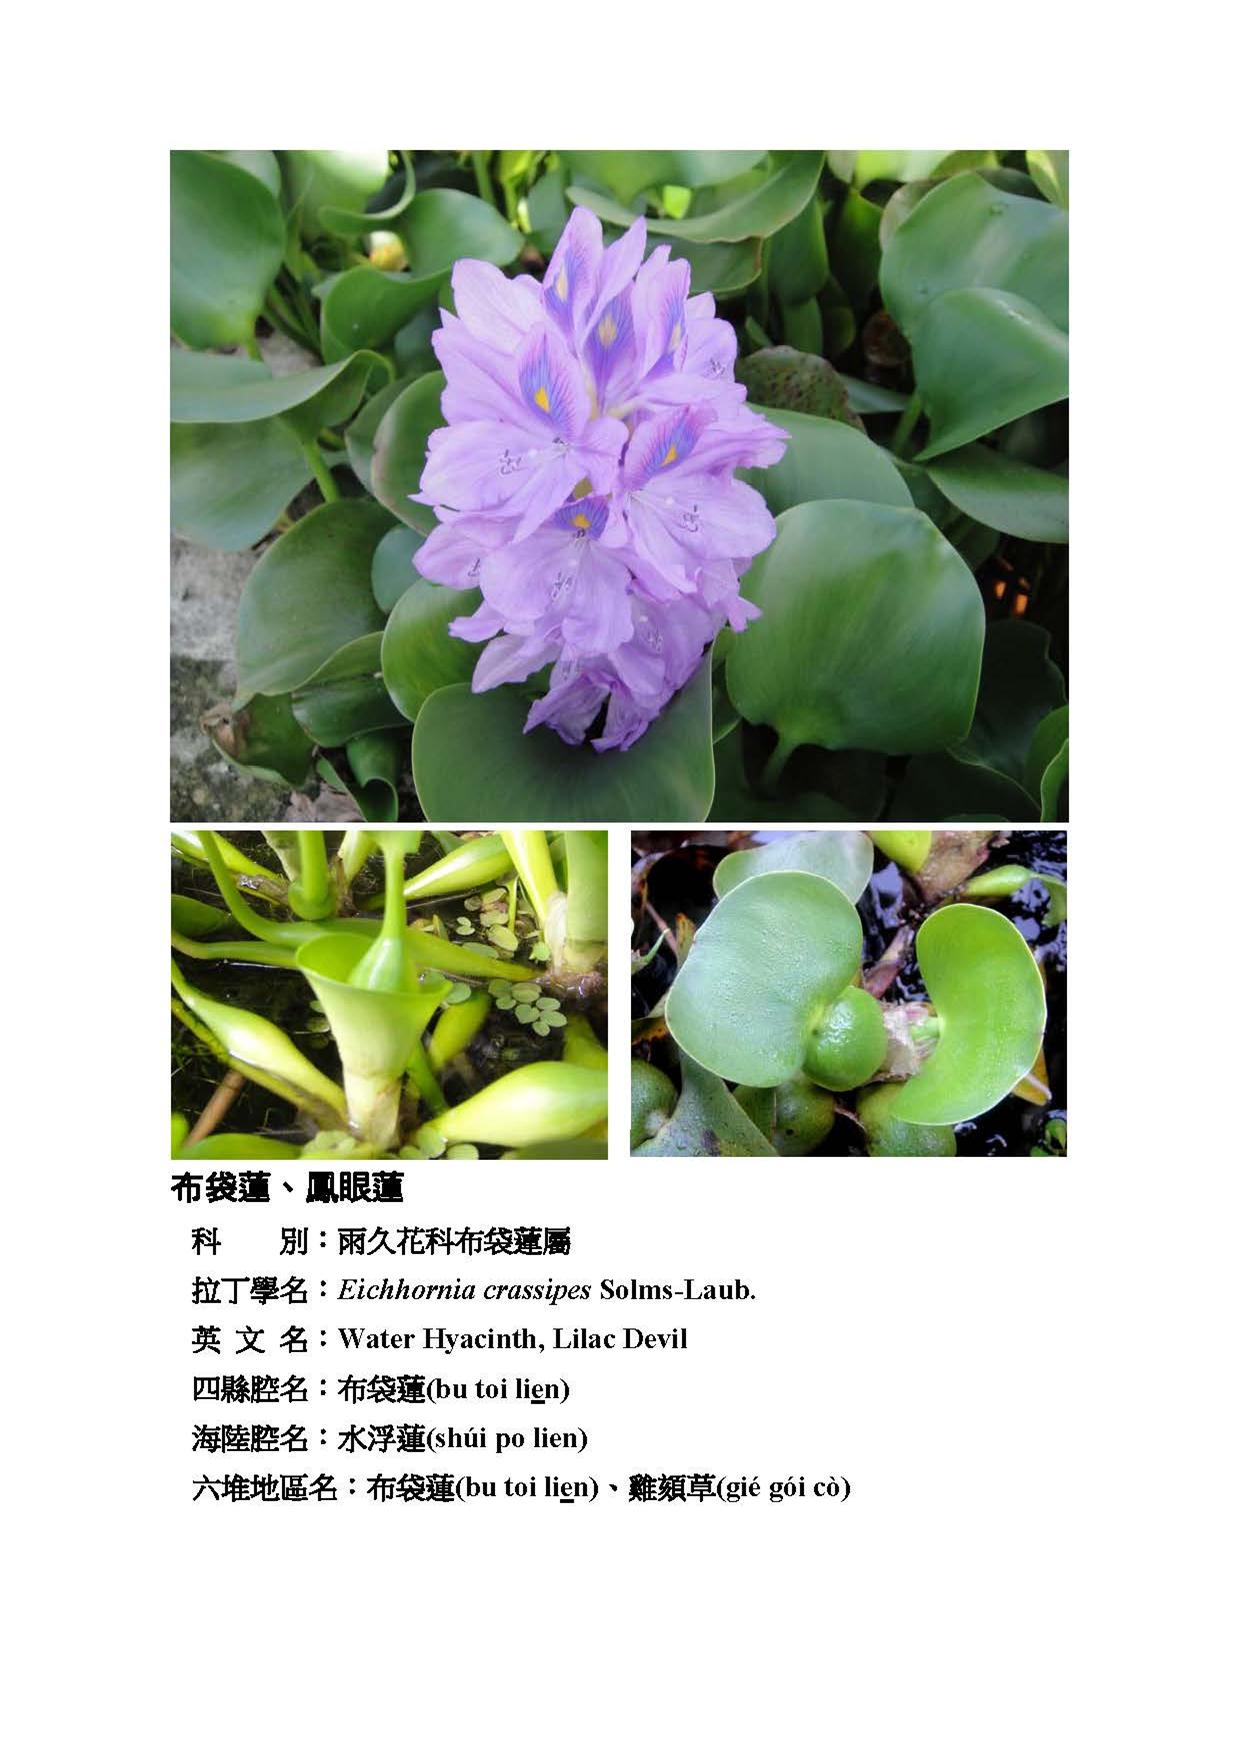 布袋蓮、鳳眼蓮
科　　別：雨久花科布袋蓮屬
拉丁學名：Eichhornia crassipes Solms-Laub.
英 文 名：Water Hyacinth, Lilac Devil
四縣腔名：布袋蓮(bu toi lien)
海陸腔名：水浮蓮(shúi po lien)
六堆地區名：布袋蓮(bu toi lien)、雞頦草(gié gói cò)